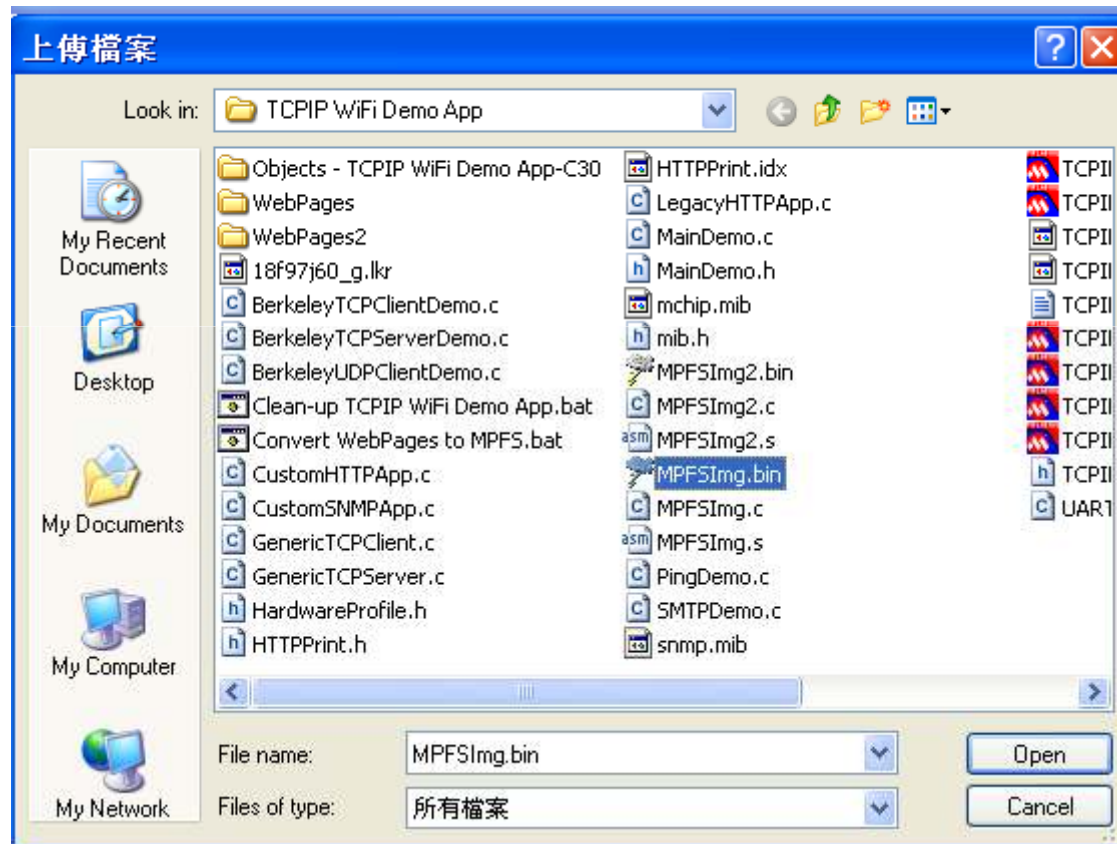 上傳檔案
Look in: TCPIP WiFi Demo App
My Recent Documents
Desktop
My Documents
My Computer
My Network
Objects - TCPIP WiFi Demo App-C30
WebPages
WebPages2
18f97j60_g.lkr
BerkeleyTCPClientDemo.c
BerkeleyTCPServerDemo.c
BerkeleyUDPClientDemo.c
Clean-up TCPIP WiFi Demo App.bat
Convert WebPages to MPFS.bat
CustomHTTPApp.c
CustomSNMPApp.c
GenericTCPClient.c
GenericTCPServer.c
HardwareProfile.h
HTTPPrint.h
HTTPPrint.idx
LegacyHTTPApp.c
MainDemo.c
MainDemo.h
mchip.mib
mib.h
MPFSImg2.bin
MPFSImg2.c
MPFSImg2.s
MPFSImg.bin
MPFSImg.c
MPFSImg.s
PingDemo.c
SMTPDemo.c
snmp.mib
File name: MPFSImg.bin Open
Files of type: 所有檔案 Cancel